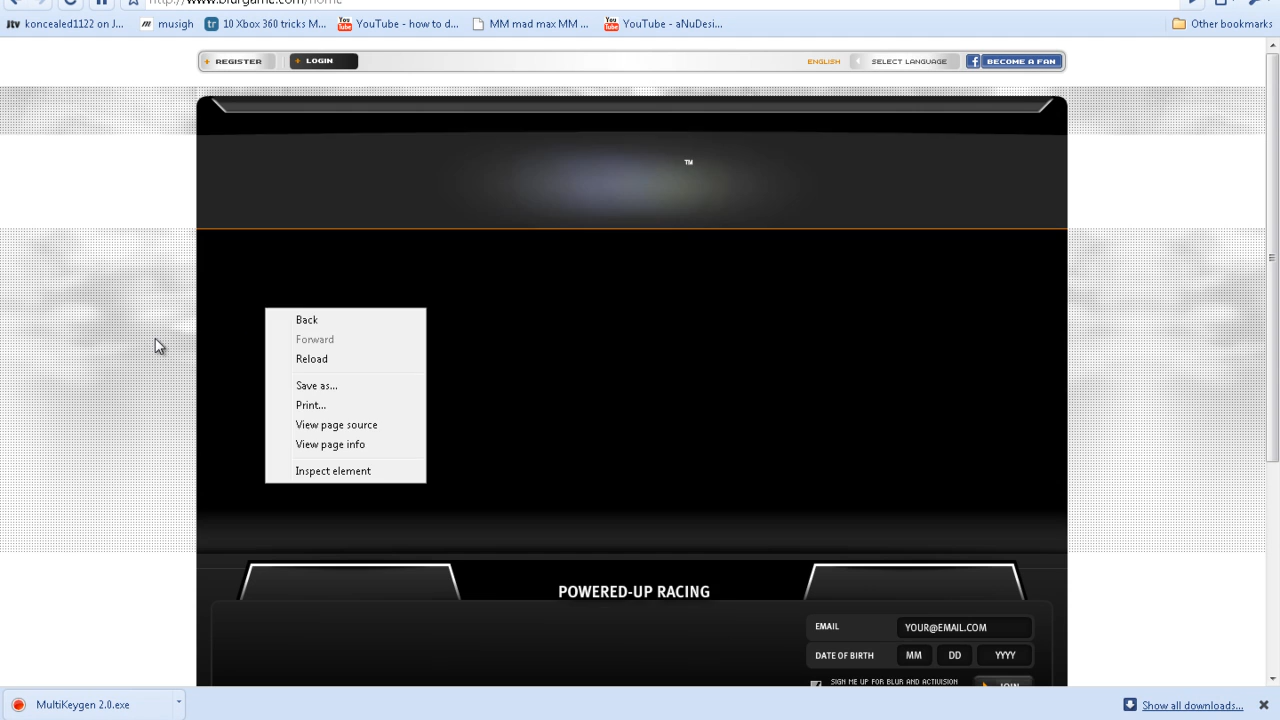 http://www.blurgame.com/home
koncealed1122 on J...
musigh
10 Xbox 360 tricks M...
YouTube - how to d...
MM mad max MM ...
YouTube - aNuDesi...
Other bookmarks
REGISTER
LOGIN
ENGLISH
SELECT LANGUAGE
BECOME A FAN
TM
Back
Forward
Reload
Save as...
Print...
View page source
View page info
Inspect element
POWERED-UP RACING
EMAIL
YOUR@EMAIL.COM
DATE OF BIRTH
MM
DD
YYYY
SIGN ME UP FOR BLUR AND ACTIVISION
JOIN
MultiKeygen 2.0.exe
Show all downloads...